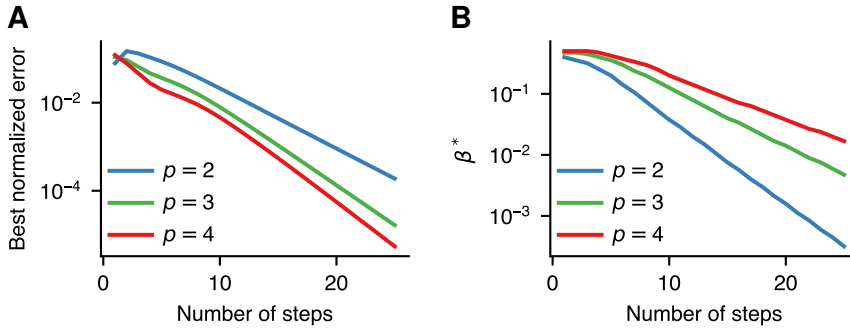 A
Best normalized error
10⁻²
10⁻⁴
p = 2
p = 3
p = 4
0
10
20
Number of steps
B
β*
10⁻¹
10⁻²
10⁻³
p = 2
p = 3
p = 4
0
10
20
Number of steps